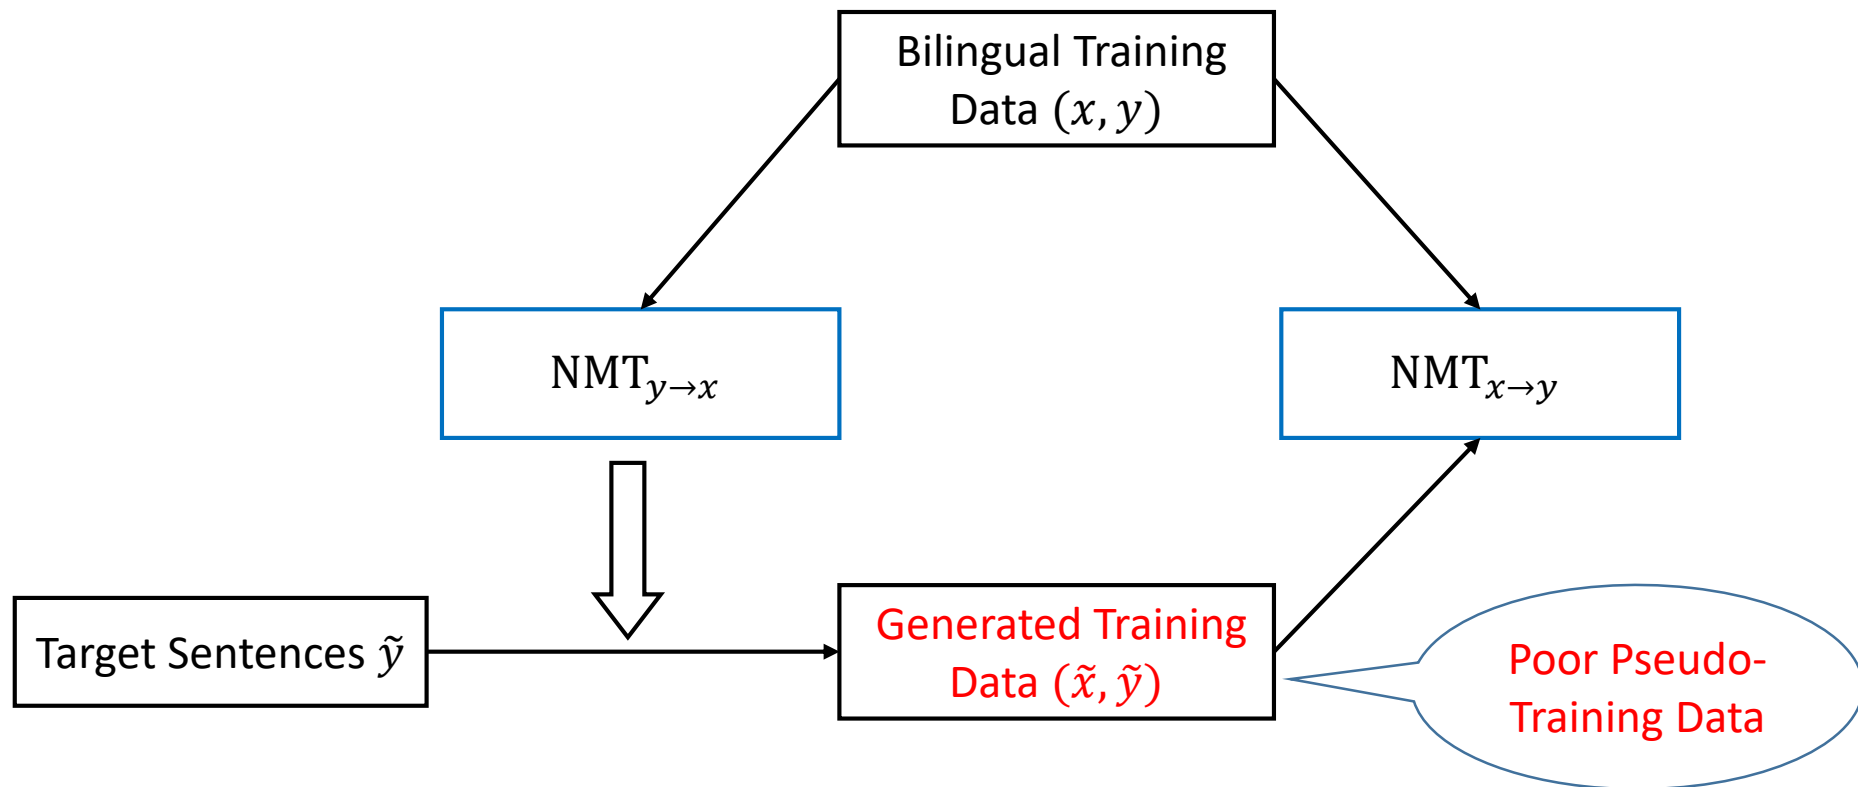 Bilingual Training
Data (x, y)
NMT_{y→x}
NMT_{x→y}
Target Sentences ỹ
Generated Training
Data (x̃, ỹ)
Poor Pseudo-
Training Data